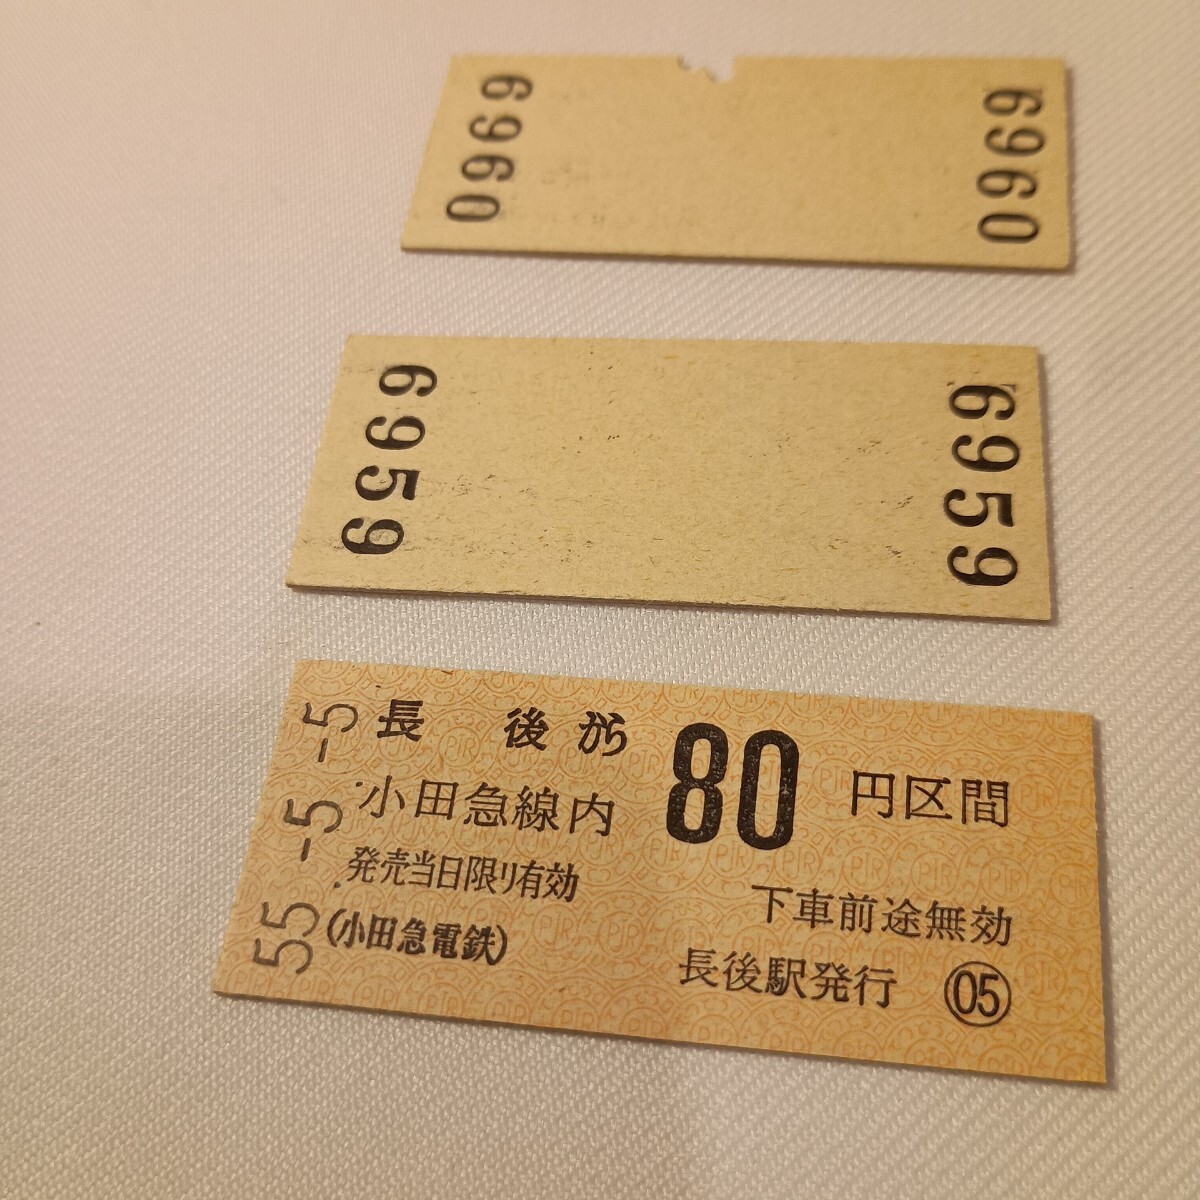 6960
6960
6959
6959
55.-5.-5
長後から 80 円区間
小田急線内
発売当日限り有効
下車前途無効
(小田急電鉄)
長後駅発行 05